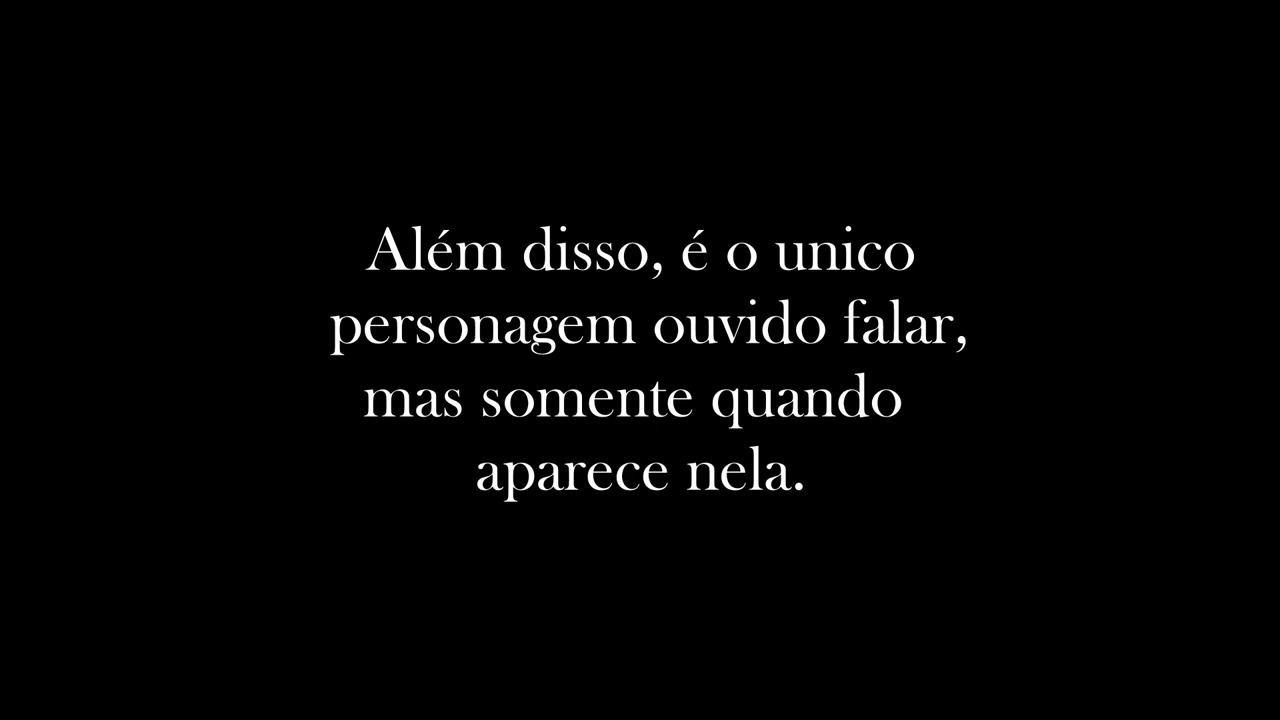 Além disso, é o unico
personagem ouvido falar,
mas somente quando
aparece nela.